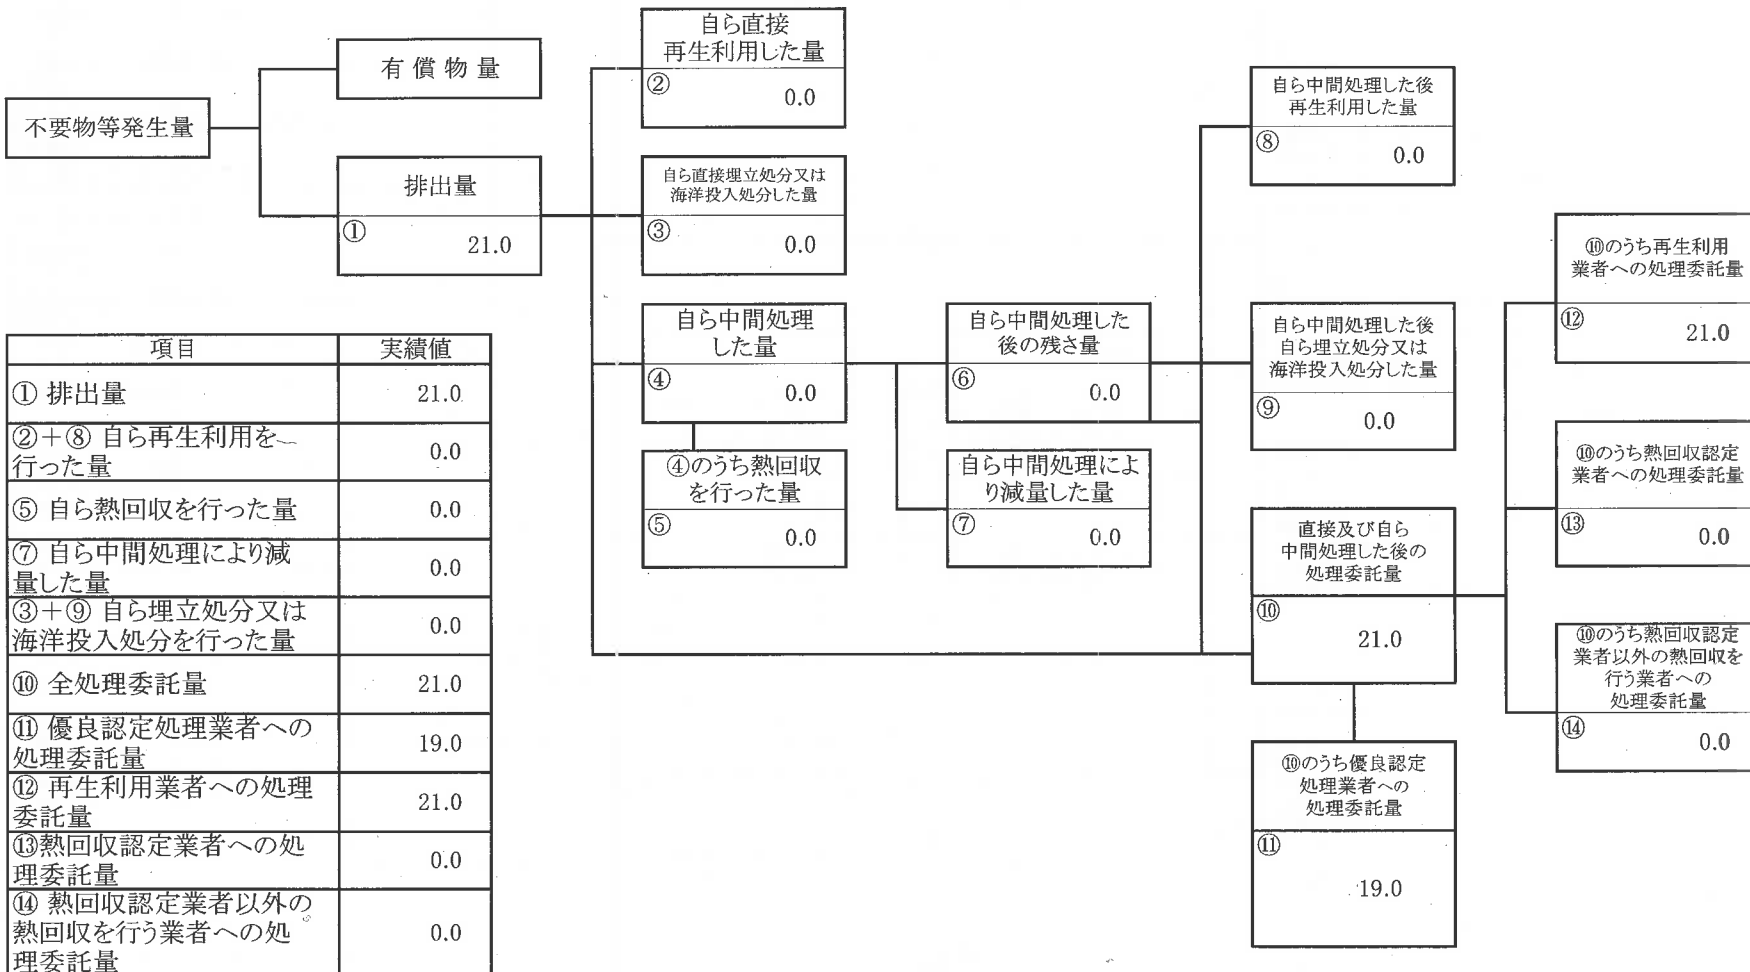 不要物等発生量
有償物量
排出量
①
21.0
自ら直接
再生利用した量
②
0.0
自ら直接埋立処分又は
海洋投入処分した量
③
0.0
自ら中間処理
した量
④
0.0
④のうち熱回収
を行った量
⑤
0.0
自ら中間処理した
後の残さ量
⑥
0.0
自ら中間処理によ
り減量した量
⑦
0.0
自ら中間処理した後
再生利用した量
⑧
0.0
自ら中間処理した後
自ら埋立処分又は
海洋投入処分した量
⑨
0.0
直接及び自ら
中間処理した後の
処理委託量
⑩
21.0
⑩のうち優良認定
処理業者への
処理委託量
⑪
19.0
⑩のうち再生利用
業者への処理委託量
⑫
21.0
⑩のうち熱回収認定
業者への処理委託量
⑬
0.0
⑩のうち熱回収認定
業者以外の熱回収を
行う業者への
処理委託量
⑭
0.0
項目 実績値
① 排出量 21.0
②+⑧ 自ら再生利用を
行った量 0.0
⑤ 自ら熱回収を行った量 0.0
⑦ 自ら中間処理により減
量した量 0.0
③+⑨ 自ら埋立処分又は
海洋投入処分を行った量 0.0
⑩ 全処理委託量 21.0
⑪ 優良認定処理業者への
処理委託量 19.0
⑫ 再生利用業者への処理
委託量 21.0
⑬熱回収認定業者への処
理委託量 0.0
⑭ 熱回収認定業者以外の
熱回収を行う業者への処
理委託量 0.0